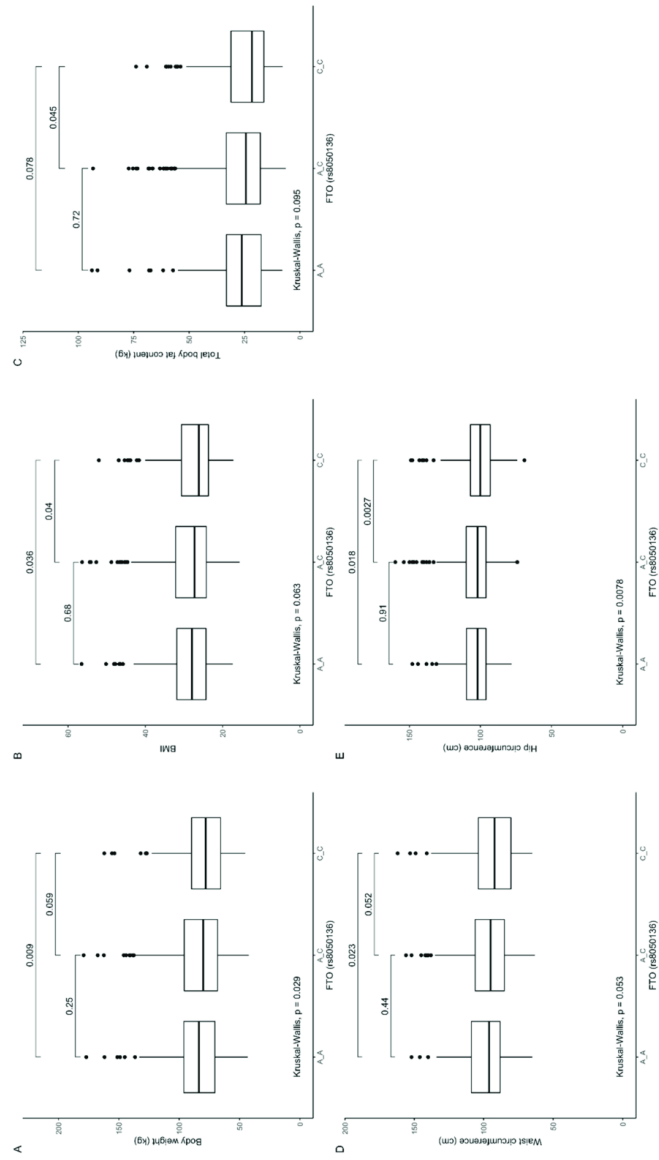 A
Body weight (kg)
200
150
100
50
0
0.009
0.059
0.25
Kruskal-Wallis, p = 0.029
A_A
A_C
C_C
FTO (rs8050136)
B
BMI
60
40
20
0
0.036
0.04
0.68
Kruskal-Wallis, p = 0.063
A_A
A_C
C_C
FTO (rs8050136)
C
Total body fat content (kg)
125
100
75
50
25
0
0.078
0.045
0.72
Kruskal-Wallis, p = 0.095
A_A
A_C
C_C
FTO (rs8050136)
D
Waist circumference (cm)
200
150
100
50
0
0.023
0.052
0.44
Kruskal-Wallis, p = 0.053
A_A
A_C
C_C
FTO (rs8050136)
E
Hip circumference (cm)
150
100
50
0
0.018
0.0027
0.91
Kruskal-Wallis, p = 0.0078
A_A
A_C
C_C
FTO (rs8050136)